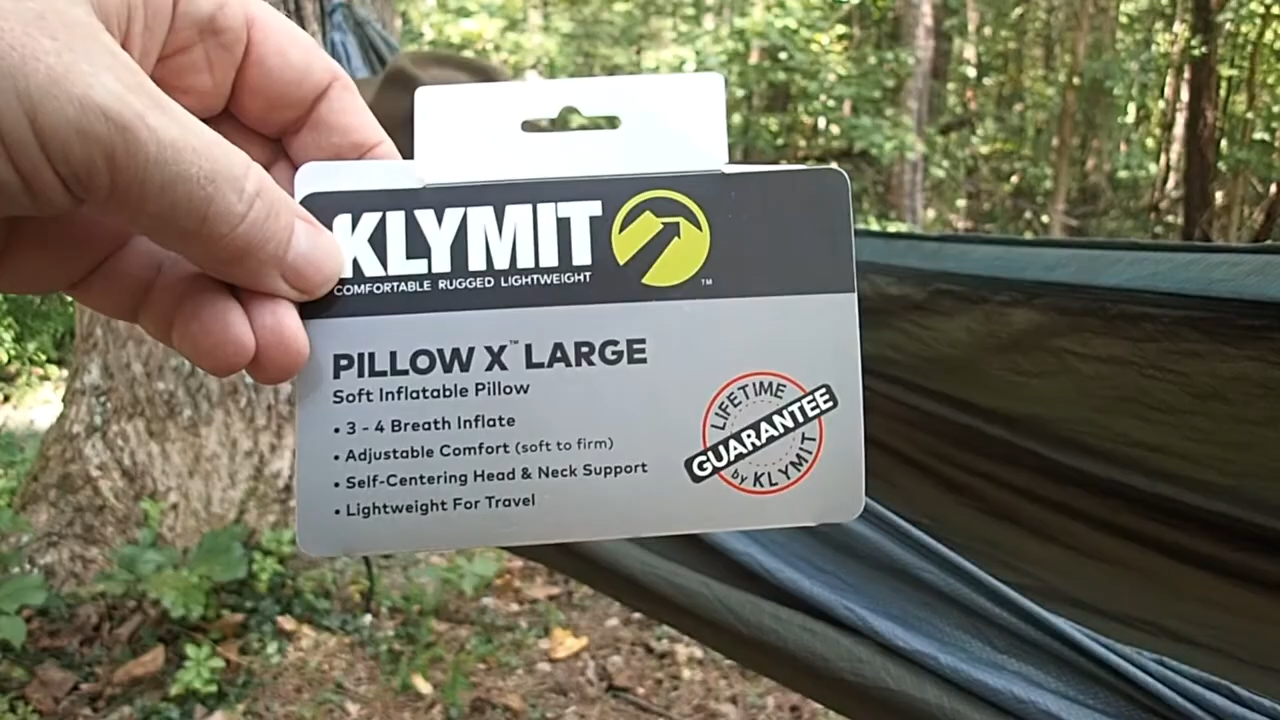 KLYMIT
COMFORTABLE RUGGED LIGHTWEIGHT
TM
PILLOW X™ LARGE
Soft Inflatable Pillow
• 3 - 4 Breath Inflate
• Adjustable Comfort (soft to firm)
• Self-Centering Head & Neck Support
• Lightweight For Travel
LIFETIME
GUARANTEE
by KLYMIT